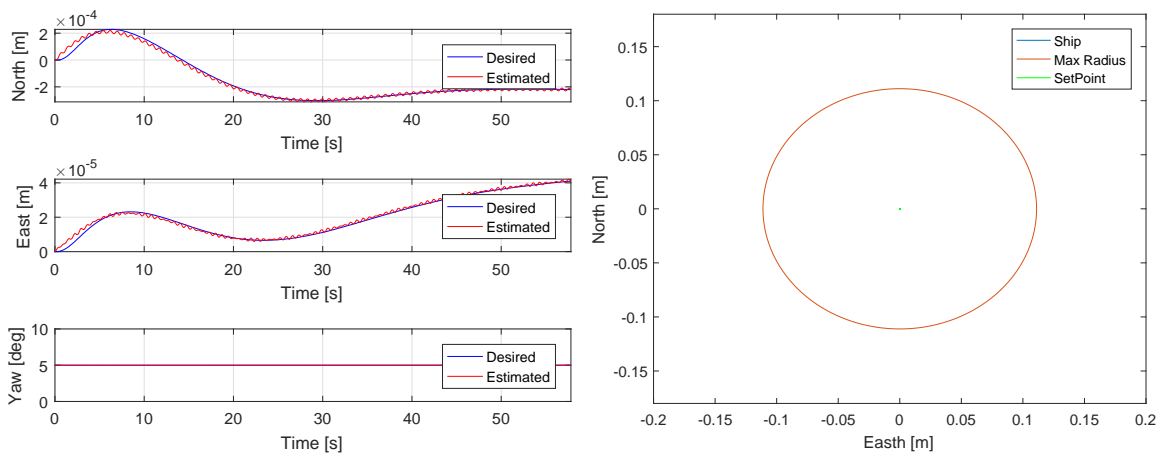 ×10^-4
2
0
-2
North [m]
Desired
Estimated
0 10 20 30 40 50
Time [s]
×10^-5
4
2
0
East [m]
Desired
Estimated
0 10 20 30 40 50
Time [s]
10
5
0
Yaw [deg]
Desired
Estimated
0 10 20 30 40 50
Time [s]
Ship
Max Radius
SetPoint
0.15
0.1
0.05
0
-0.05
-0.1
-0.15
North [m]
-0.2 -0.15 -0.1 -0.05 0 0.05 0.1 0.15 0.2
Easth [m]